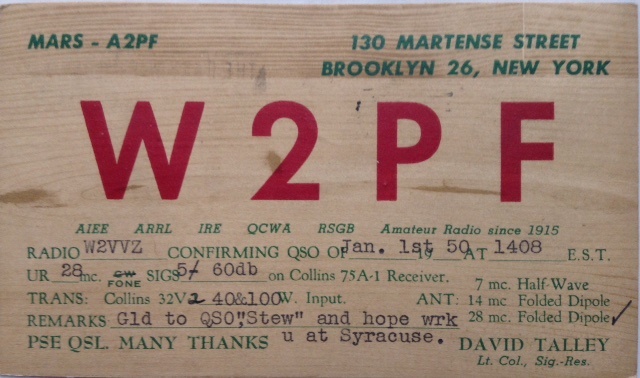 MARS - A2PF
130 MARTENSE STREET
BROOKLYN 26, NEW YORK
W2PF
AIEE ARRL IRE QCWA RSGB Amateur Radio since 1915
RADIO W2VVZ CONFIRMING QSO OF Jan. 1st 19 50 AT 1408 E.S.T.
UR 28 mc. CW FONE SIGS 5/ 60db on Collins 75A-1 Receiver.
7 mc. Half-Wave
TRANS: Collins 32V2 40&100W. Input. ANT: 14 mc Folded Dipole
REMARKS Gld to QSO,"Stew" and hope wrk 28 mc. Folded Dipole ✓
PSE QSL. MANY THANKS u at Syracuse. DAVID TALLEY
Lt. Col., Sig.-Res.